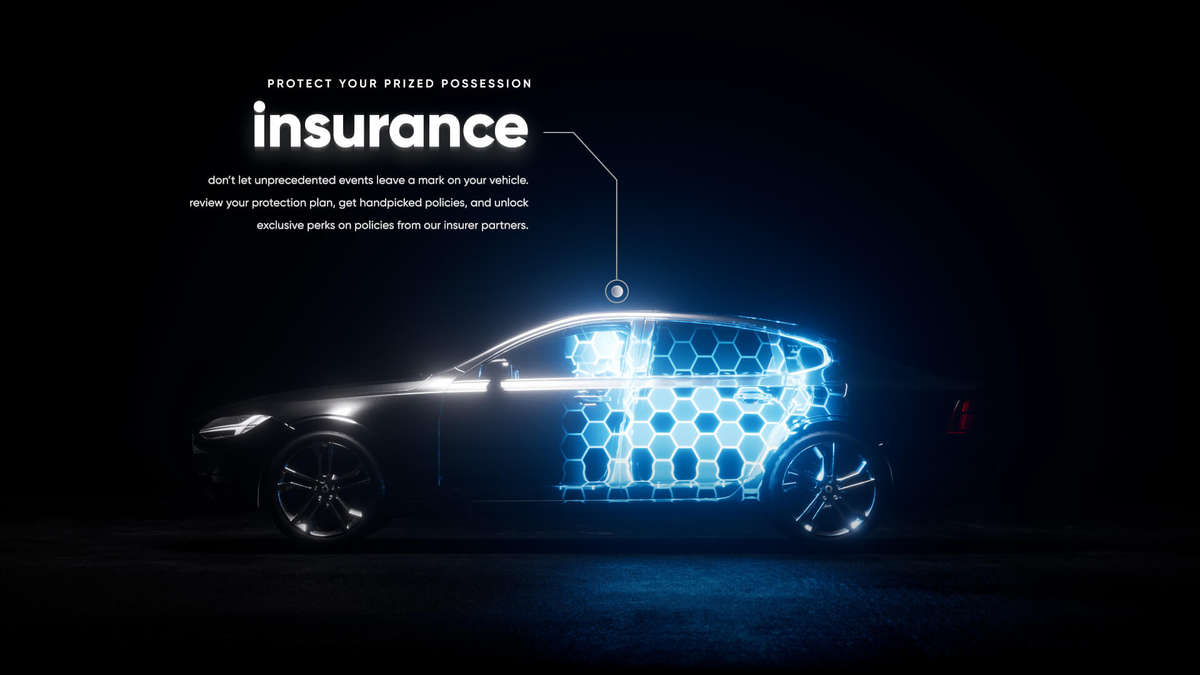 PROTECT YOUR PRIZED POSSESSION
insurance
don't let unprecedented events leave a mark on your vehicle.
review your protection plan, get handpicked policies, and unlock
exclusive perks on policies from our insurer partners.